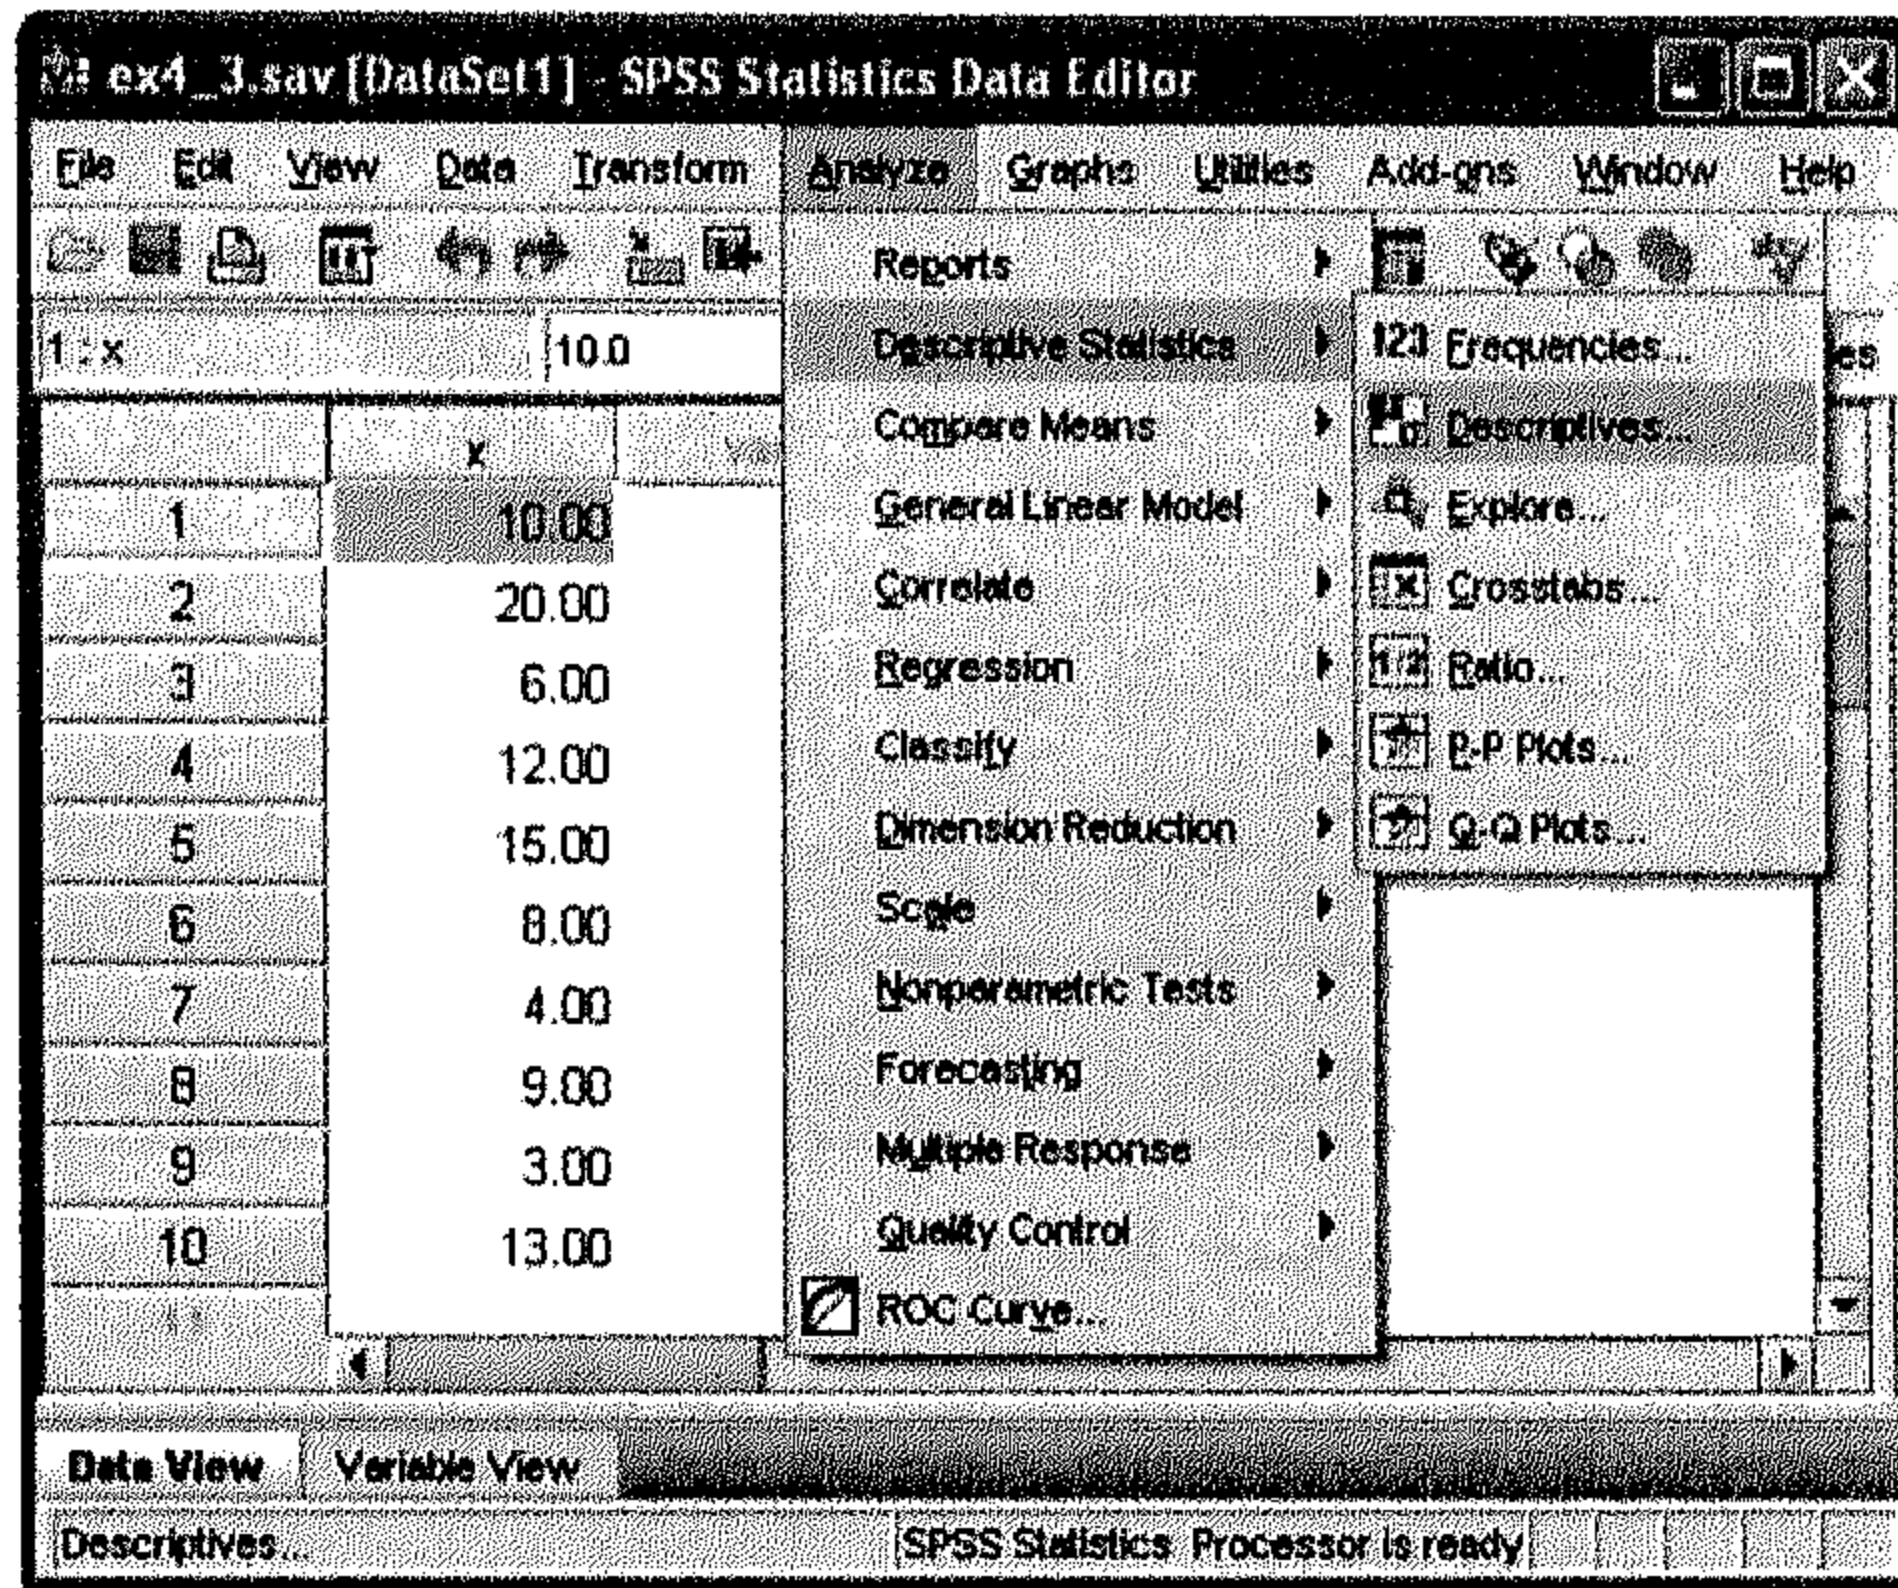 ex4_3.sav [DataSet1] - SPSS Statistics Data Editor
File Edit View Data Transform Analyze Graphs Utilities Add-ons Window Help
1 : x 10.0
x
1 10.00
2 20.00
3 6.00
4 12.00
5 15.00
6 8.00
7 4.00
8 9.00
9 3.00
10 13.00
Reports
Descriptive Statistics
Compare Means
General Linear Model
Correlate
Regression
Classify
Dimension Reduction
Scale
Nonparametric Tests
Forecasting
Multiple Response
Quality Control
ROC Curve...
123 Frequencies...
Descriptives...
Explore...
Crosstabs...
Ratio...
P-P Plots...
Q-Q Plots...
Data View Variable View
Descriptives... SPSS Statistics Processor is ready